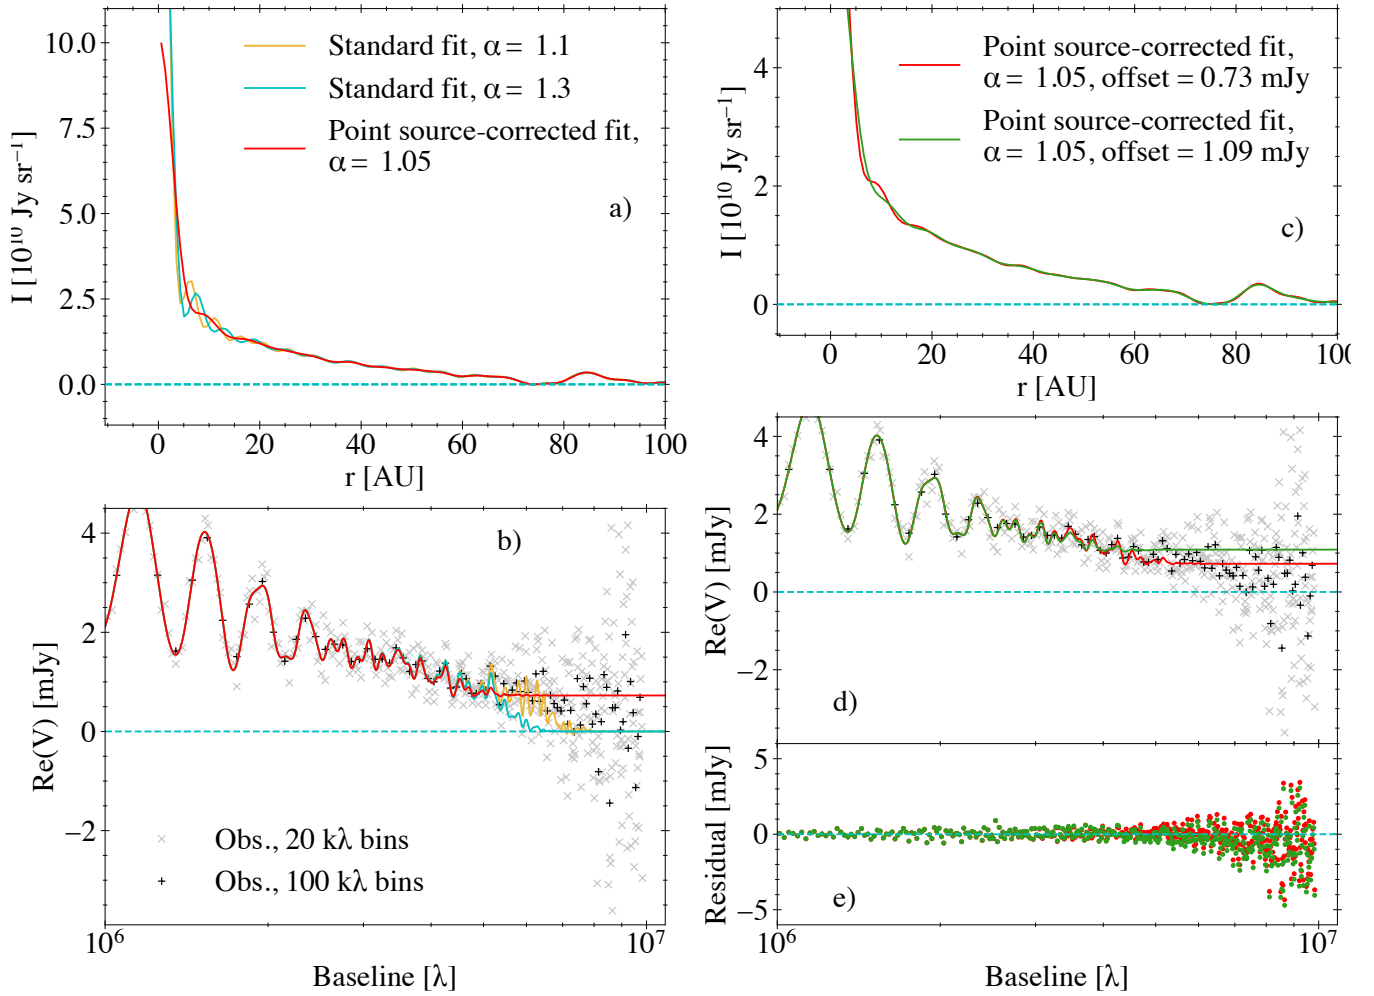 10.0
7.5
5.0
2.5
0.0
I [10¹⁰ Jy sr⁻¹]
Standard fit, α = 1.1
Standard fit, α = 1.3
Point source-corrected fit,
α = 1.05
a)
0 20 40 60 80 100
r [AU]
4
2
0
−2
Re(V) [mJy]
b)
Obs., 20 kλ bins
Obs., 100 kλ bins
10⁶ 10⁷
Baseline [λ]
4
2
0
I [10¹⁰ Jy sr⁻¹]
Point source-corrected fit,
α = 1.05, offset = 0.73 mJy
Point source-corrected fit,
α = 1.05, offset = 1.09 mJy
c)
0 20 40 60 80 100
r [AU]
4
2
0
−2
Re(V) [mJy]
d)
5
0
−5
Residual [mJy]
e)
10⁶ 10⁷
Baseline [λ]